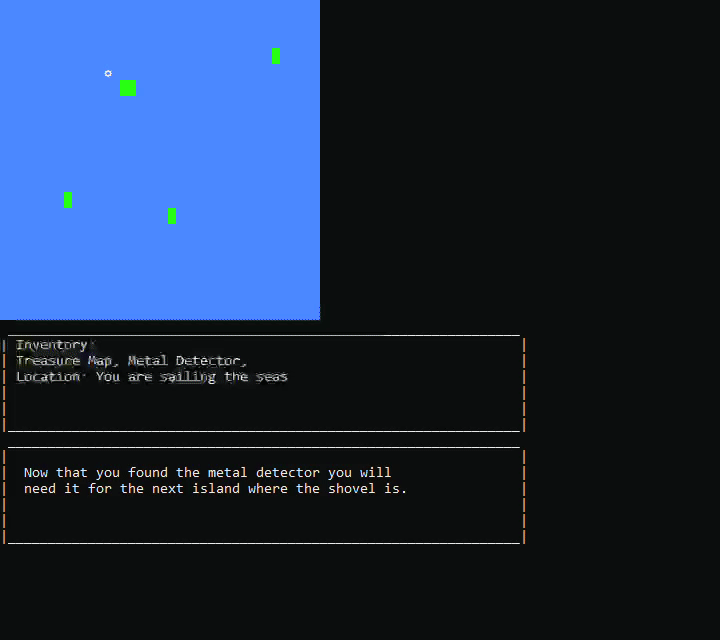 Inventory:
Treasure Map, Metal Detector,
Location: You are sailing the seas
Now that you found the metal detector you will
need it for the next island where the shovel is.